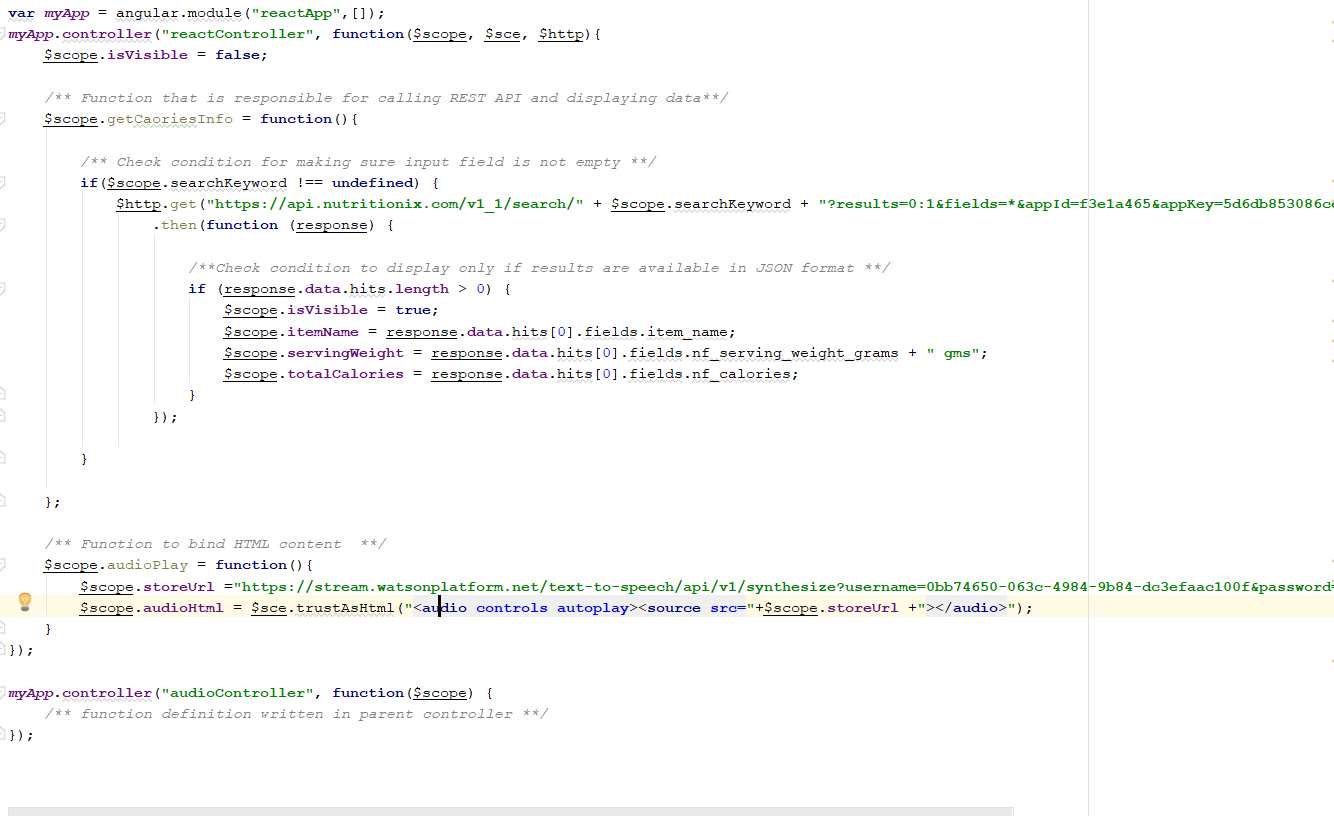 var myApp = angular.module("reactApp",[]);
myApp.controller("reactController", function($scope, $sce, $http){
$scope.isVisible = false;
/** Function that is responsible for calling REST API and displaying data**/
$scope.getCaoriesInfo = function(){
/** Check condition for making sure input field is not empty **/
if($scope.searchKeyword !== undefined) {
$http.get("https://api.nutritionix.com/v1_1/search/" + $scope.searchKeyword + "?results=0:1&fields=*&appId=f3e1a465&appKey=5d6db853086c
.then(function (response) {
/**Check condition to display only if results are available in JSON format **/
if (response.data.hits.length > 0) {
$scope.isVisible = true;
$scope.itemName = response.data.hits[0].fields.item_name;
$scope.servingWeight = response.data.hits[0].fields.nf_serving_weight_grams + " gms";
$scope.totalCalories = response.data.hits[0].fields.nf_calories;
}
});
}
};
/** Function to bind HTML content  **/
$scope.audioPlay = function(){
$scope.storeUrl ="https://stream.watsonplatform.net/text-to-speech/api/v1/synthesize?username=0bb74650-063c-4984-9b84-dc3efaac100f&password=
$scope.audioHtml = $sce.trustAsHtml("<audio controls autoplay><source src="+$scope.storeUrl +"></audio>");
}
});
myApp.controller("audioController", function($scope) {
/** function definition written in parent controller **/
});